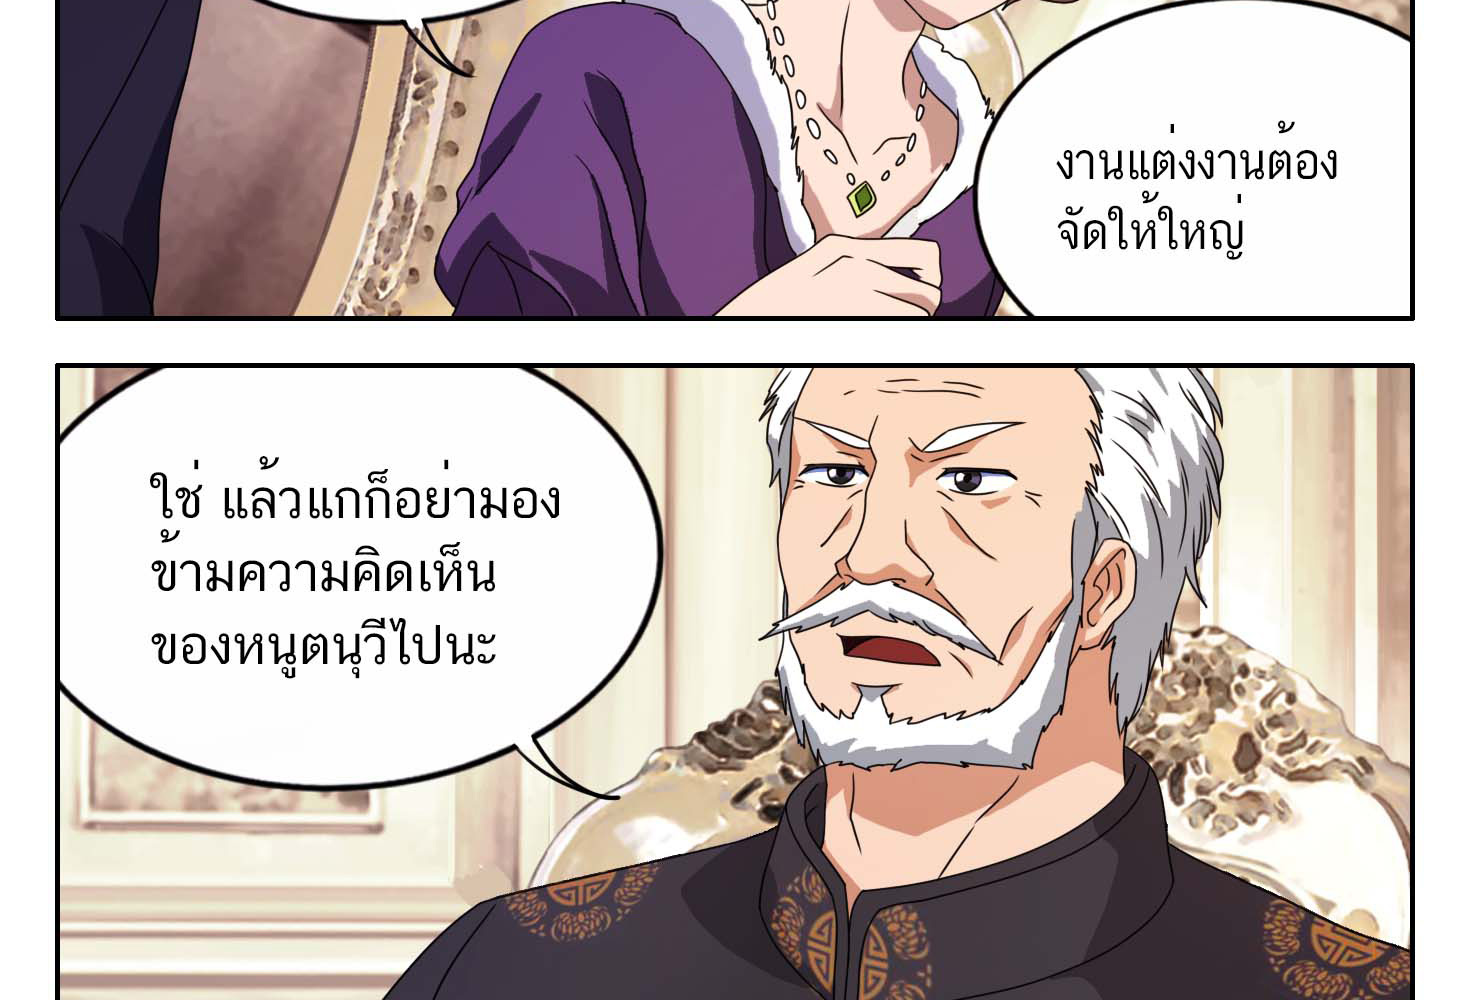 งานแต่งงานต้อง
จัดให้ใหญ่
ใช่ แล้วแกก็อย่ามอง
ข้ามความคิดเห็น
ของหนูตนุวีไปนะ